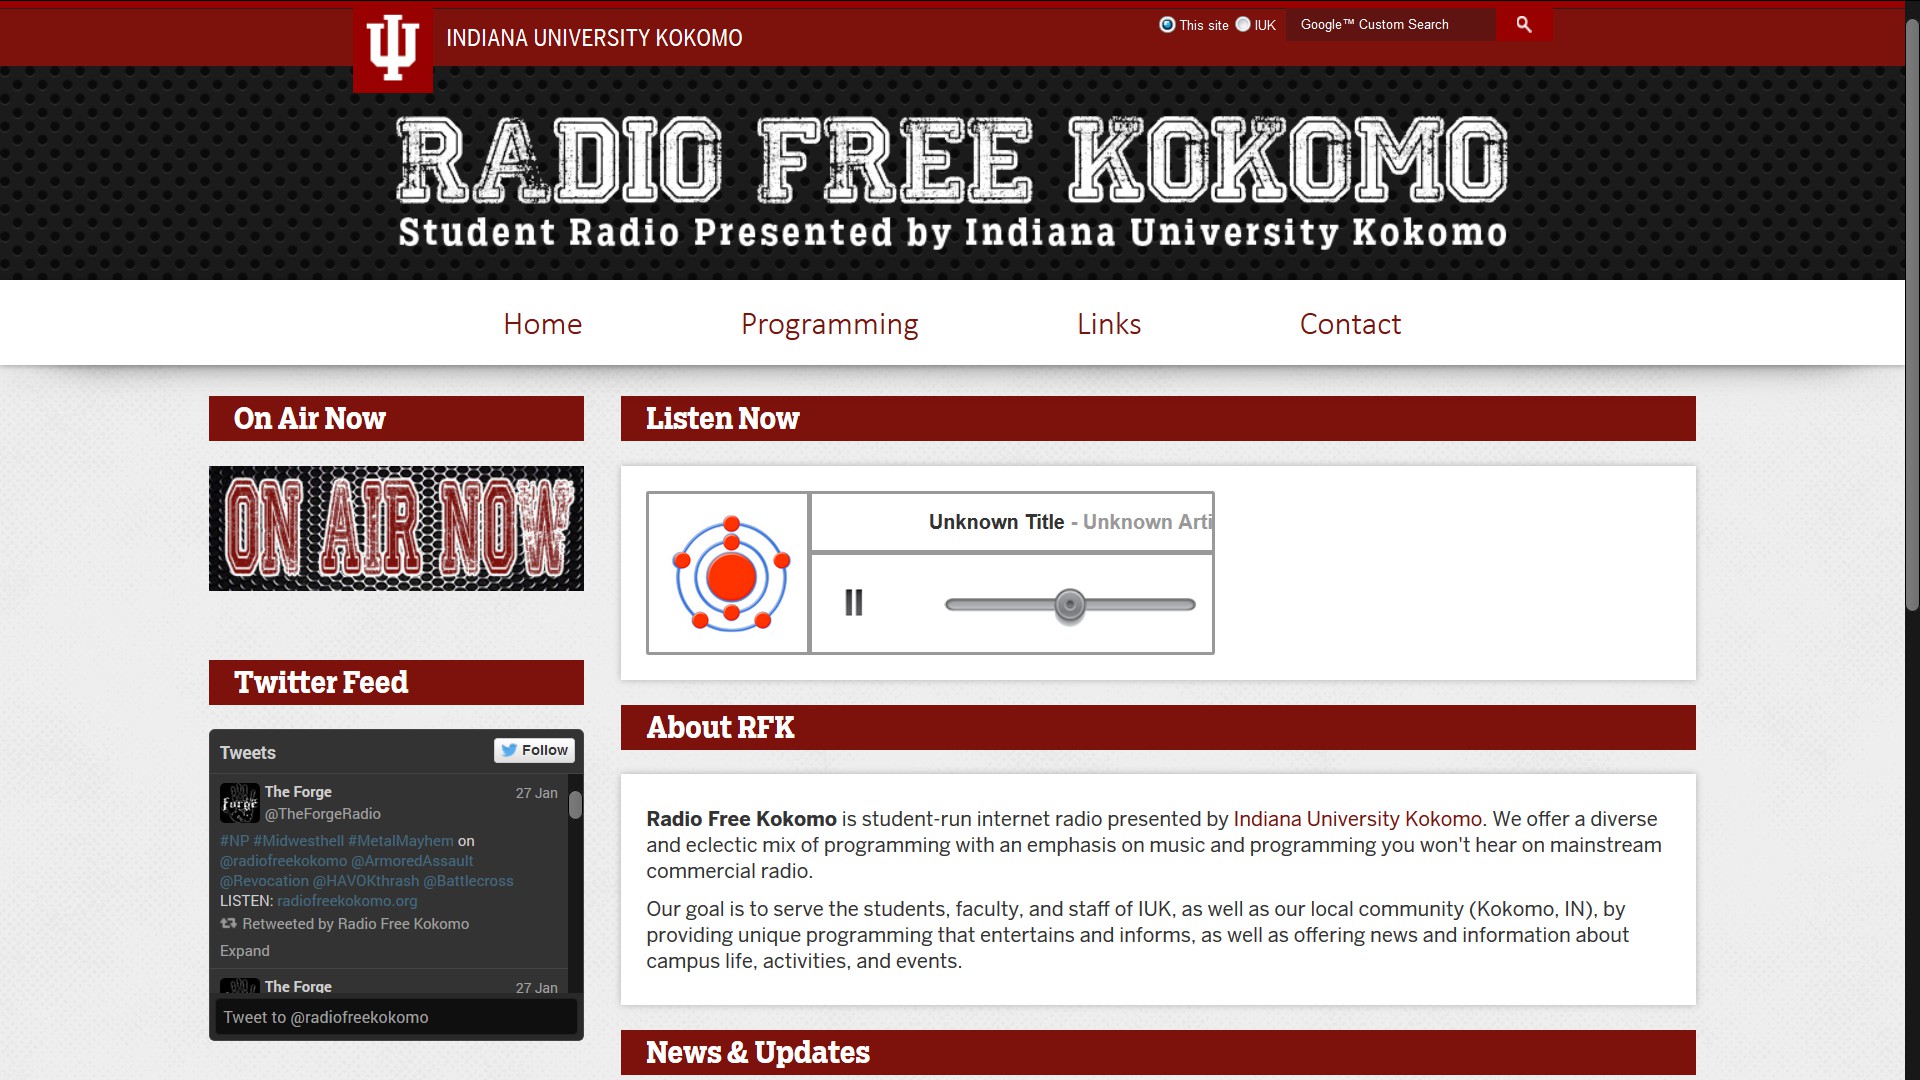 INDIANA UNIVERSITY KOKOMO
This site IUK Google™ Custom Search
RADIO FREE KOKOMO
Student Radio Presented by Indiana University Kokomo
Home Programming Links Contact
On Air Now
ON AIR NOW
Twitter Feed
Tweets Follow
The Forge 27 Jan
@TheForgeRadio
#NP #Midwesthell #MetalMayhem on
@radiofreekokomo @ArmoredAssault
@Revocation @HAVOKthrash @Battlecross
LISTEN: radiofreekokomo.org
Retweeted by Radio Free Kokomo
Expand
The Forge 27 Jan
Tweet to @radiofreekokomo
Listen Now
Unknown Title - Unknown Arti
About RFK
Radio Free Kokomo is student-run internet radio presented by Indiana University Kokomo. We offer a diverse
and eclectic mix of programming with an emphasis on music and programming you won't hear on mainstream
commercial radio.
Our goal is to serve the students, faculty, and staff of IUK, as well as our local community (Kokomo, IN), by
providing unique programming that entertains and informs, as well as offering news and information about
campus life, activities, and events.
News & Updates